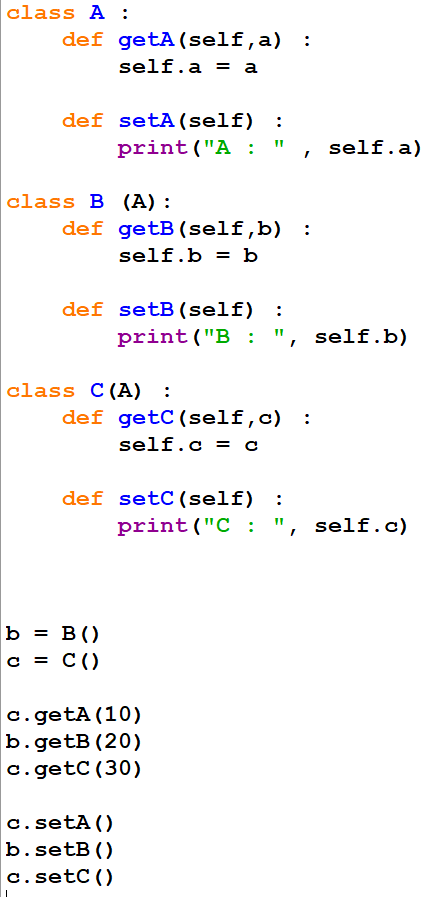 class A :
    def getA(self,a) :
        self.a = a

    def setA(self) :
        print("A : " , self.a)

class B (A):
    def getB(self,b) :
        self.b = b

    def setB(self) :
        print("B : ", self.b)

class C(A) :
    def getC(self,c) :
        self.c = c

    def setC(self) :
        print("C : ", self.c)



b = B()
c = C()

c.getA(10)
b.getB(20)
c.getC(30)

c.setA()
b.setB()
c.setC()